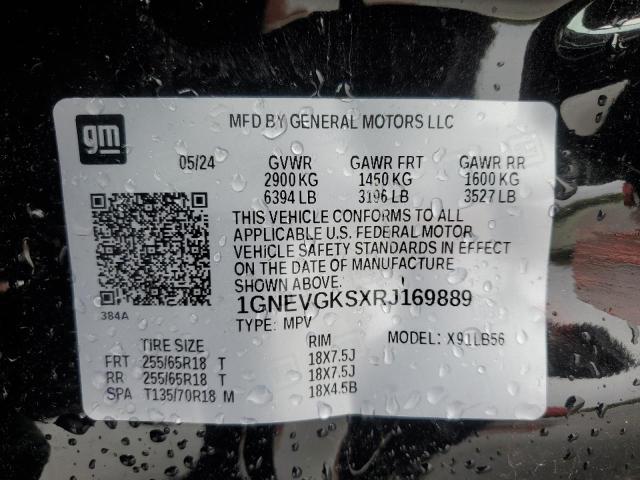 gm
MFD BY GENERAL MOTORS LLC
05/24 GVWR GAWR FRT GAWR RR
2900 KG 1450 KG 1600 KG
6394 LB 3196 LB 3527 LB
THIS VEHICLE CONFORMS TO ALL
APPLICABLE U.S. FEDERAL MOTOR
VEHICLE SAFETY STANDARDS IN EFFECT
ON THE DATE OF MANUFACTURE
SHOWN ABOVE.
384A
1GNEVGKSXRJ169889
TYPE: MPV MODEL: X91LB56
TIRE SIZE RIM
FRT 255/65R18 T 18X7.5J
RR 255/65R18 T 18X7.5J
SPA T135/70R18 M 18X4.5B